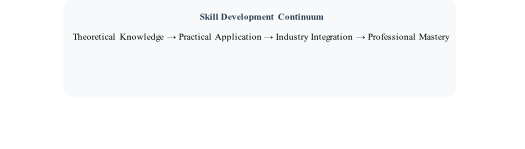 Skill Development Continuum
Theoretical Knowledge → Practical Application → Industry Integration → Professional Mastery